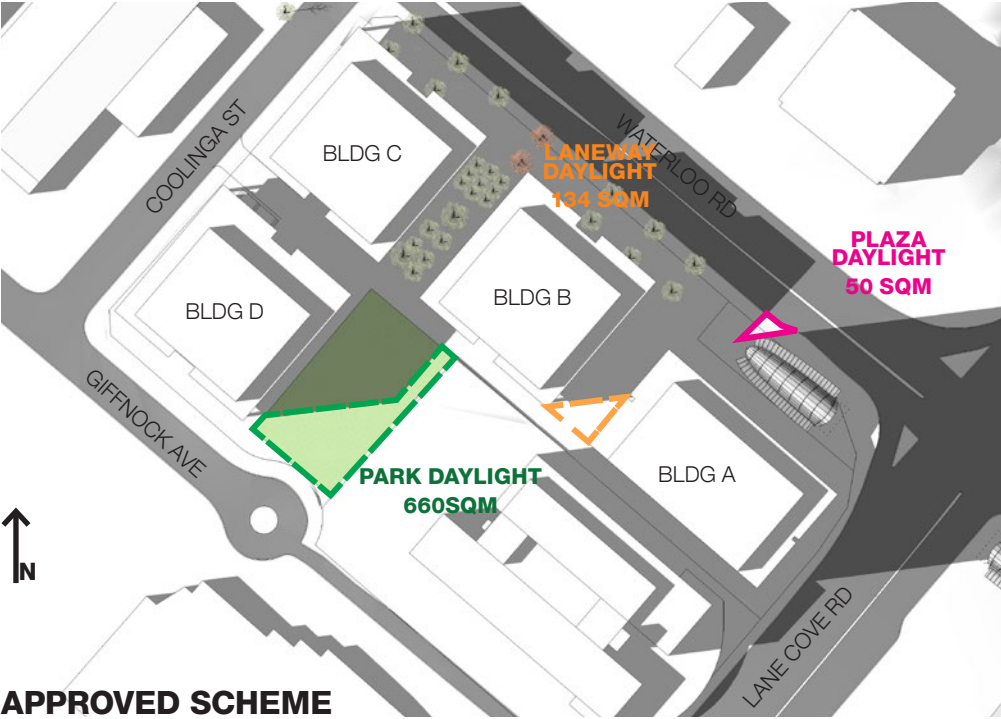 COOLINGA ST
BLDG C
WATERLOO RD
LANEWAY
DAYLIGHT
134 SQM
PLAZA
DAYLIGHT
50 SQM
BLDG B
BLDG D
GIFFNOCK AVE
PARK DAYLIGHT
660SQM
BLDG A
N
LANE COVE RD
APPROVED SCHEME